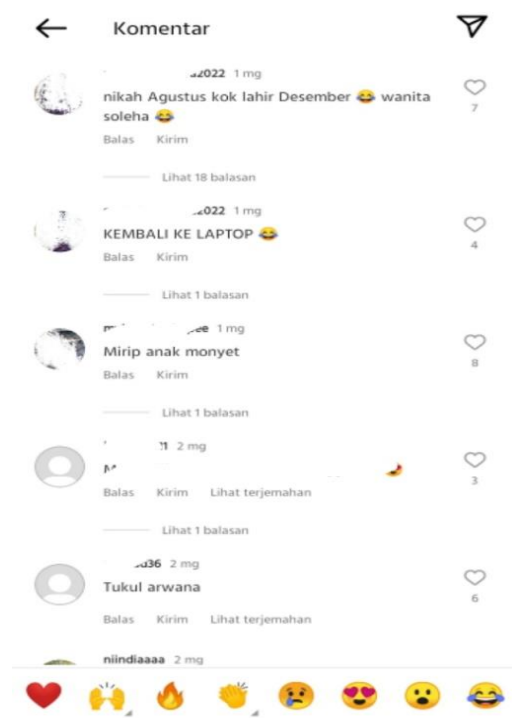 Komentar
2022 1 mg
nikah Agustus kok lahir Desember 😂 wanita
soleha 😂
7
Balas Kirim
Lihat 18 balasan
2022 1 mg
KEMBALI KE LAPTOP 😂
4
Balas Kirim
Lihat 1 balasan
1 mg
Mirip anak monyet
8
Balas Kirim
Lihat 1 balasan
2 mg
3
Balas Kirim Lihat terjemahan
Lihat 1 balasan
36 2 mg
Tukul arwana
6
Balas Kirim Lihat terjemahan
niindiaaaa 2 mg